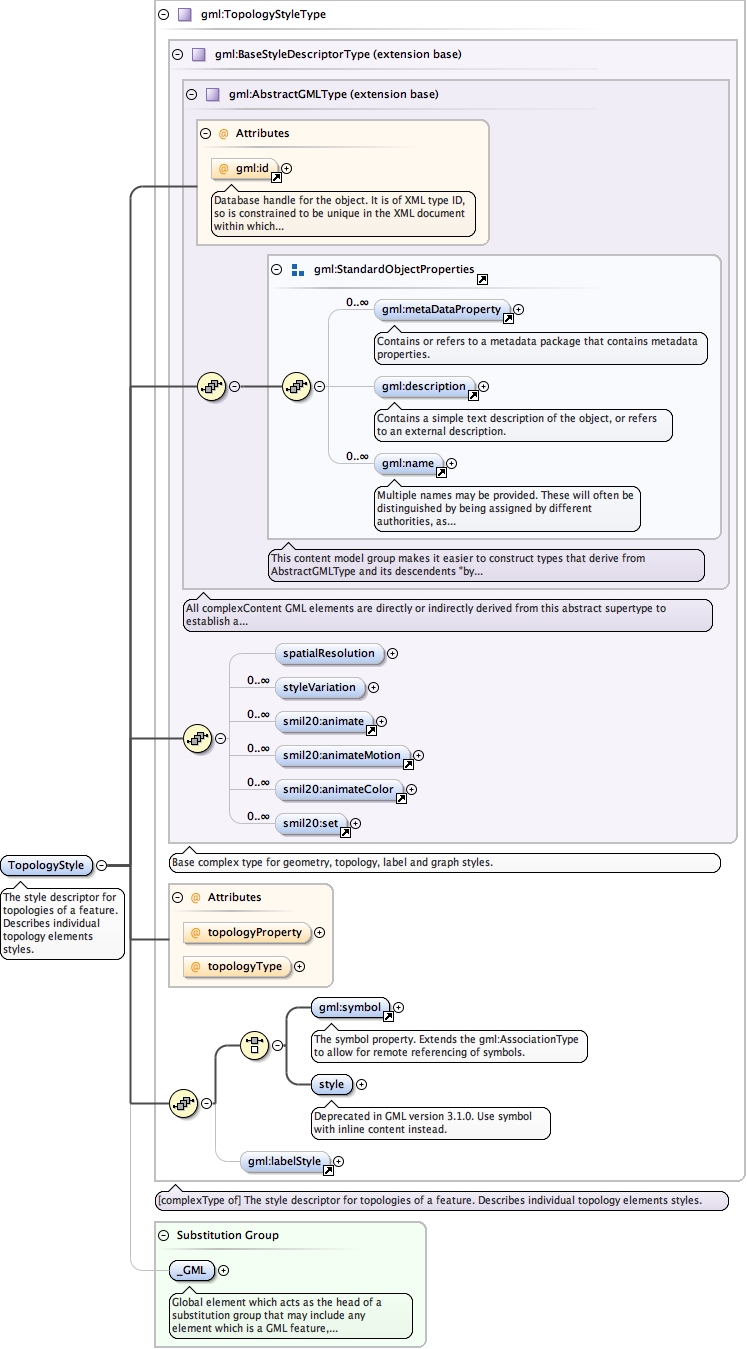 gml:TopologyStyleType
gml:BaseStyleDescriptorType (extension base)
gml:AbstractGMLType (extension base)
@ Attributes
@ gml:id
Database handle for the object. It is of XML type ID,
so is constrained to be unique in the XML document
within which...
gml:StandardObjectProperties
0..∞
gml:metaDataProperty
Contains or refers to a metadata package that contains metadata
properties.
gml:description
Contains a simple text description of the object, or refers
to an external description.
0..∞
gml:name
Multiple names may be provided. These will often be
distinguished by being assigned by different
authorities, as...
This content model group makes it easier to construct types that derive from
AbstractGMLType and its descendents "by...
All complexContent GML elements are directly or indirectly derived from this abstract supertype to
establish a...
spatialResolution
0..∞
styleVariation
0..∞
smil20:animate
0..∞
smil20:animateMotion
0..∞
smil20:animateColor
0..∞
smil20:set
Base complex type for geometry, topology, label and graph styles.
TopologyStyle
The style descriptor for
topologies of a feature.
Describes individual
topology elements
styles.
@ Attributes
@ topologyProperty
@ topologyType
gml:symbol
The symbol property. Extends the gml:AssociationType
to allow for remote referencing of symbols.
style
Deprecated in GML version 3.1.0. Use symbol
with inline content instead.
gml:labelStyle
[complexType of] The style descriptor for topologies of a feature. Describes individual topology elements styles.
Substitution Group
_GML
Global element which acts as the head of a
substitution group that may include any
element which is a GML feature,...